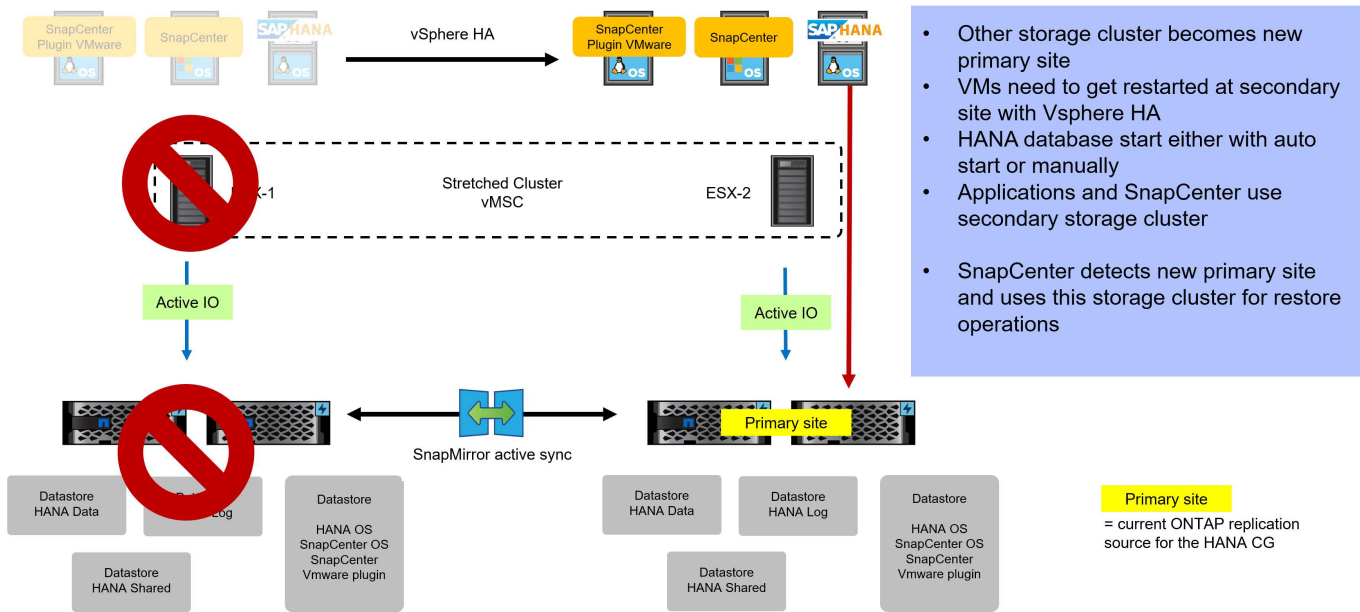 SnapCenter
Plugin VMware
SnapCenter
SAP HANA
OS
OS
OS
vSphere HA
SnapCenter
Plugin VMware
SnapCenter
SAP HANA
OS
OS
OS
• Other storage cluster becomes new
primary site
• VMs need to get restarted at secondary
site with Vsphere HA
• HANA database start either with auto
start or manually
• Applications and SnapCenter use
secondary storage cluster
• SnapCenter detects new primary site
and uses this storage cluster for restore
operations
X-1
Stretched Cluster
vMSC
ESX-2
Active IO
Active IO
Primary site
SnapMirror active sync
Datastore
HANA Data
Log
Datastore
HANA OS
SnapCenter OS
SnapCenter
Vmware plugin
Datastore
HANA Shared
Datastore
HANA Data
Datastore
HANA Log
Datastore
HANA OS
SnapCenter OS
SnapCenter
Vmware plugin
Datastore
HANA Shared
Primary site
= current ONTAP replication
source for the HANA CG